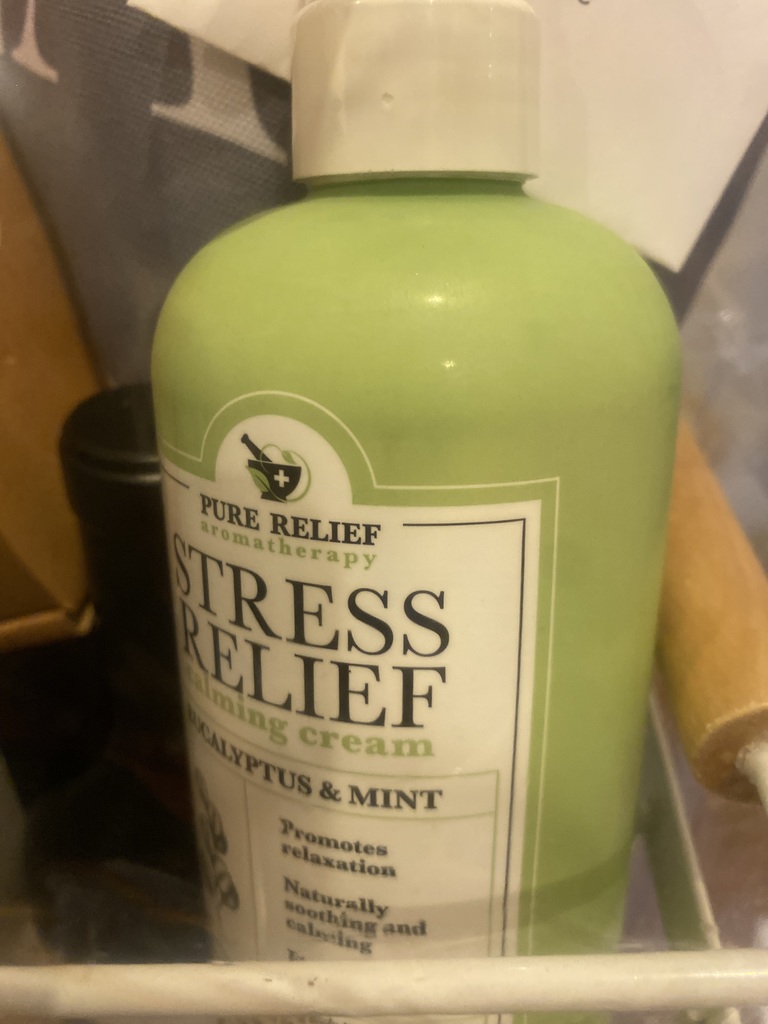 PURE RELIEF
aromatherapy
STRESS
RELIEF
calming cream
EUCALYPTUS & MINT
Promotes
relaxation
Naturally
soothing and
calming